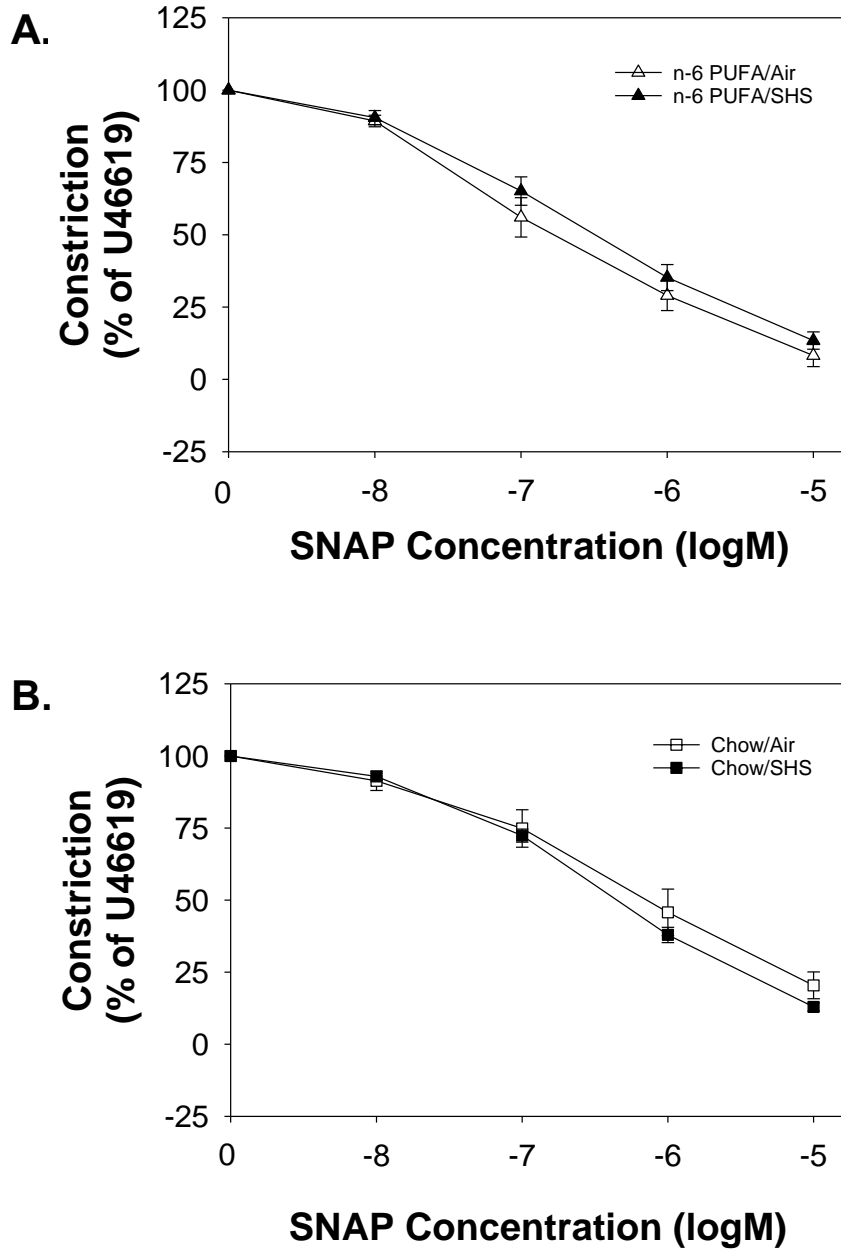 A.
125
100
75
50
25
0
-25
Constriction
(% of U46619)
n-6 PUFA/Air
n-6 PUFA/SHS
0 -8 -7 -6 -5
SNAP Concentration (logM)
B.
125
100
75
50
25
0
-25
Constriction
(% of U46619)
Chow/Air
Chow/SHS
0 -8 -7 -6 -5
SNAP Concentration (logM)